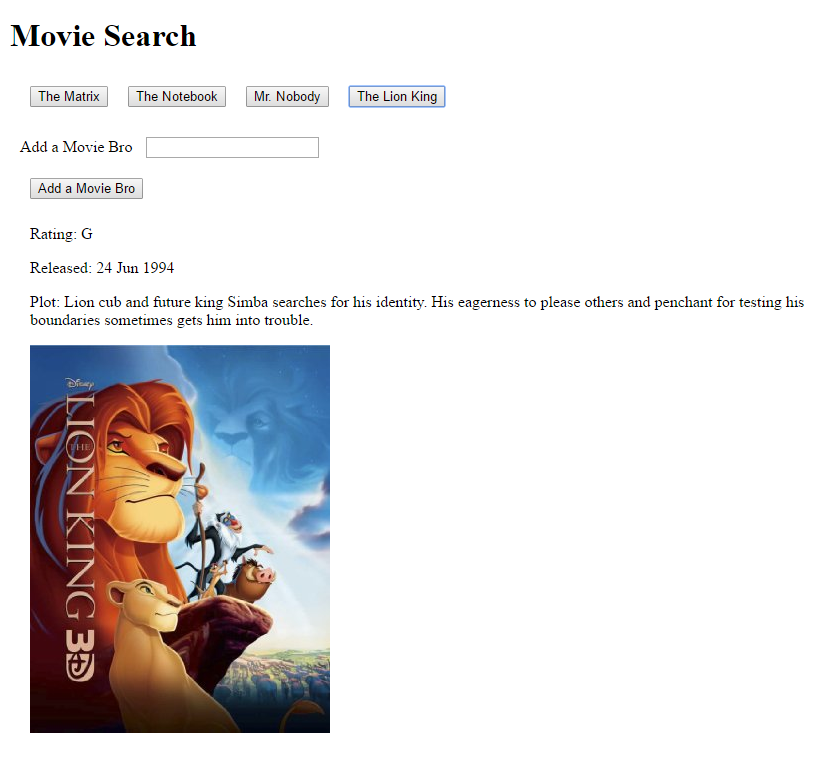 Movie Search
The Matrix The Notebook Mr. Nobody The Lion King
Add a Movie Bro
Add a Movie Bro
Rating: G
Released: 24 Jun 1994
Plot: Lion cub and future king Simba searches for his identity. His eagerness to please others and penchant for testing his
boundaries sometimes gets him into trouble.
Disney
THE
LION KING 3D